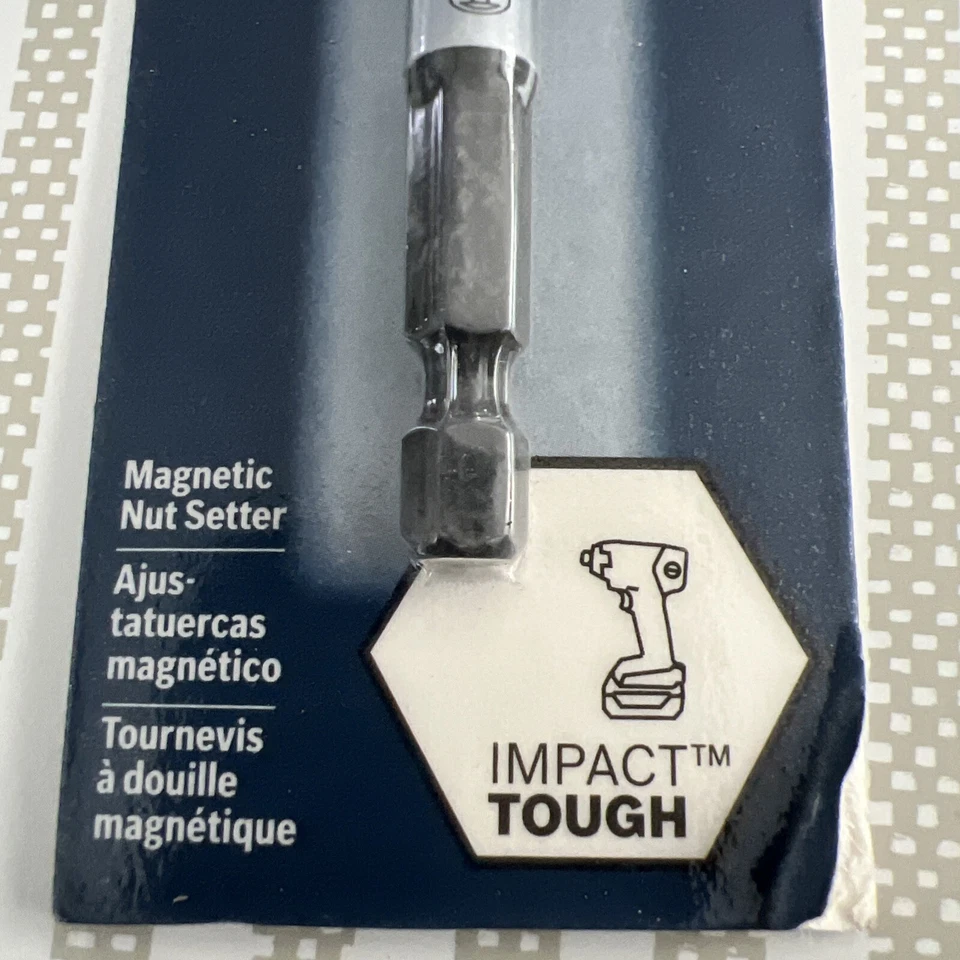 Magnetic
Nut Setter
Ajus-
tatuercas
magnético
Tournevis
à douille
magnétique
IMPACT™
TOUGH